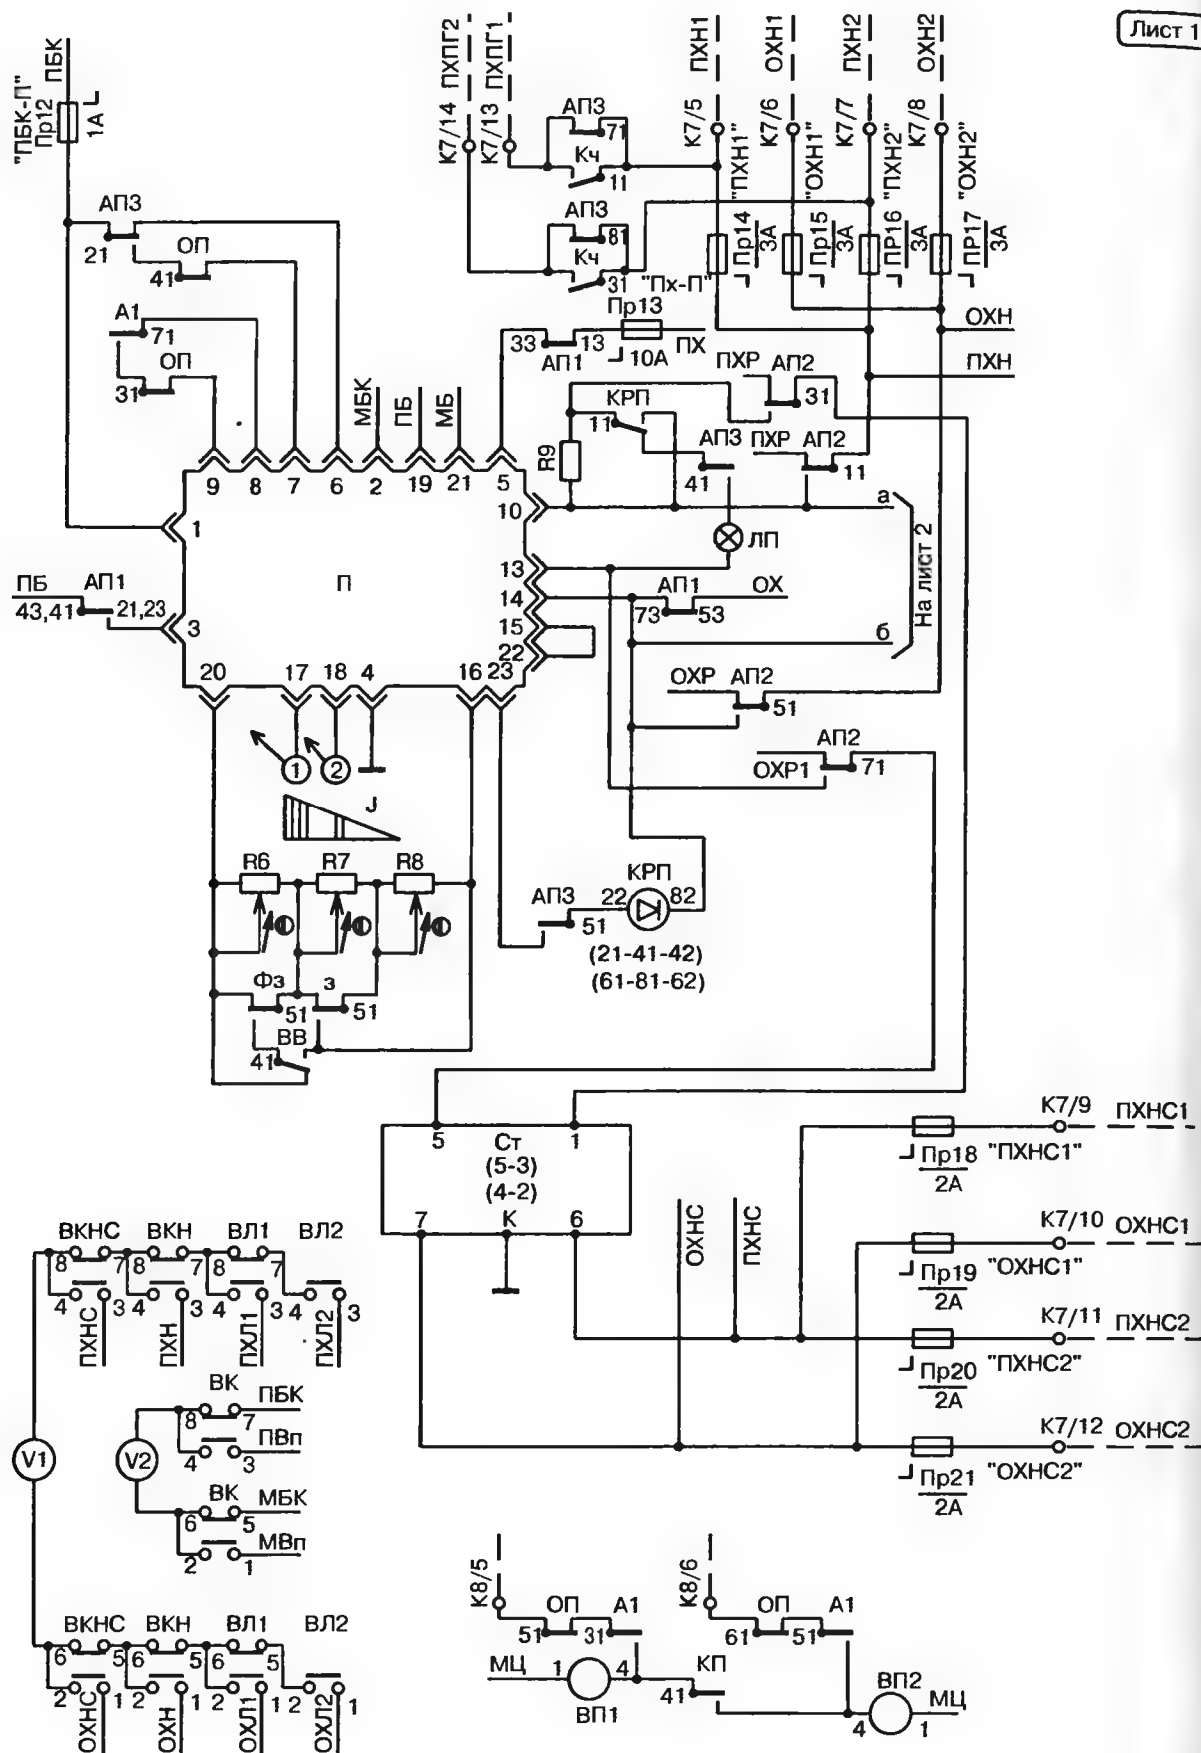 Лист 1
ПБК
"ПБК-П"
Пр12
1А
К7/14 ПХПГ2
К7/13 ПХПГ1
АП3
71
Кч
11
АП3
81
Кч
31
К7/5 ПХН1
К7/6 ОХН1
К7/7 ПХН2
К7/8 ОХН2
"ПХН1"
"ОХН1"
"ПХН2"
"ОХН2"
Пр14
3А
Пр15
3А
ПР16
3А
ПР17
3А
"Пх-П"
Пр13
10А
ПХ
33
13
АП1
ОХН
ПХН
АП3
21
ОП
41
А1
71
ОП
31
МБК
ПБ
МБ
9 8 7 6 2 19 21 5
ПХР АП2
31
КРП
11
R9
АП3
41
ПХР АП2
11
10
а
ЛП
На лист 2
1
П
13
14
15
22
ПБ АП1
43,41
21,23
3
АП1
73 53
ОХ
б
20 17 18 4 16 23
ОХР АП2
51
АП2
ОХР1 71
1 2
J
R6 R7 R8
КРП
АП3
22 82
51
(21-41-42)
(61-81-62)
Фз
51
з
51
ВВ
41
5 Ст 1
(5-3)
(4-2)
7 К 6
ОХНС
ПХНС
К7/9 ПХНС1
Пр18 "ПХНС1"
2А
К7/10 ОХНС1
Пр19 "ОХНС1"
2А
К7/11 ПХНС2
Пр20 "ПХНС2"
2А
К7/12 ОХНС2
Пр21 "ОХНС2"
2А
ВКНС ВКН ВЛ1 ВЛ2
8 7 8 7 8 7
4 3 4 3 4 3 4 3
ПХНС
ПХН
ПХЛ1
ПХЛ2
V1
V2
ВК ПБК
8 7
ПВп
4 3
ВК МБК
6 5
МВп
2 1
ВКНС ВКН ВЛ1 ВЛ2
6 5 6 5 6 5
2 1 2 1 2 1 2 1
ОХНС
ОХН
ОХЛ1
ОХЛ2
К8/5
ОП А1
51 31
МЦ 1 4
ВП1
К8/6
ОП А1
61 51
КП
41
ВП2
4 1
МЦ